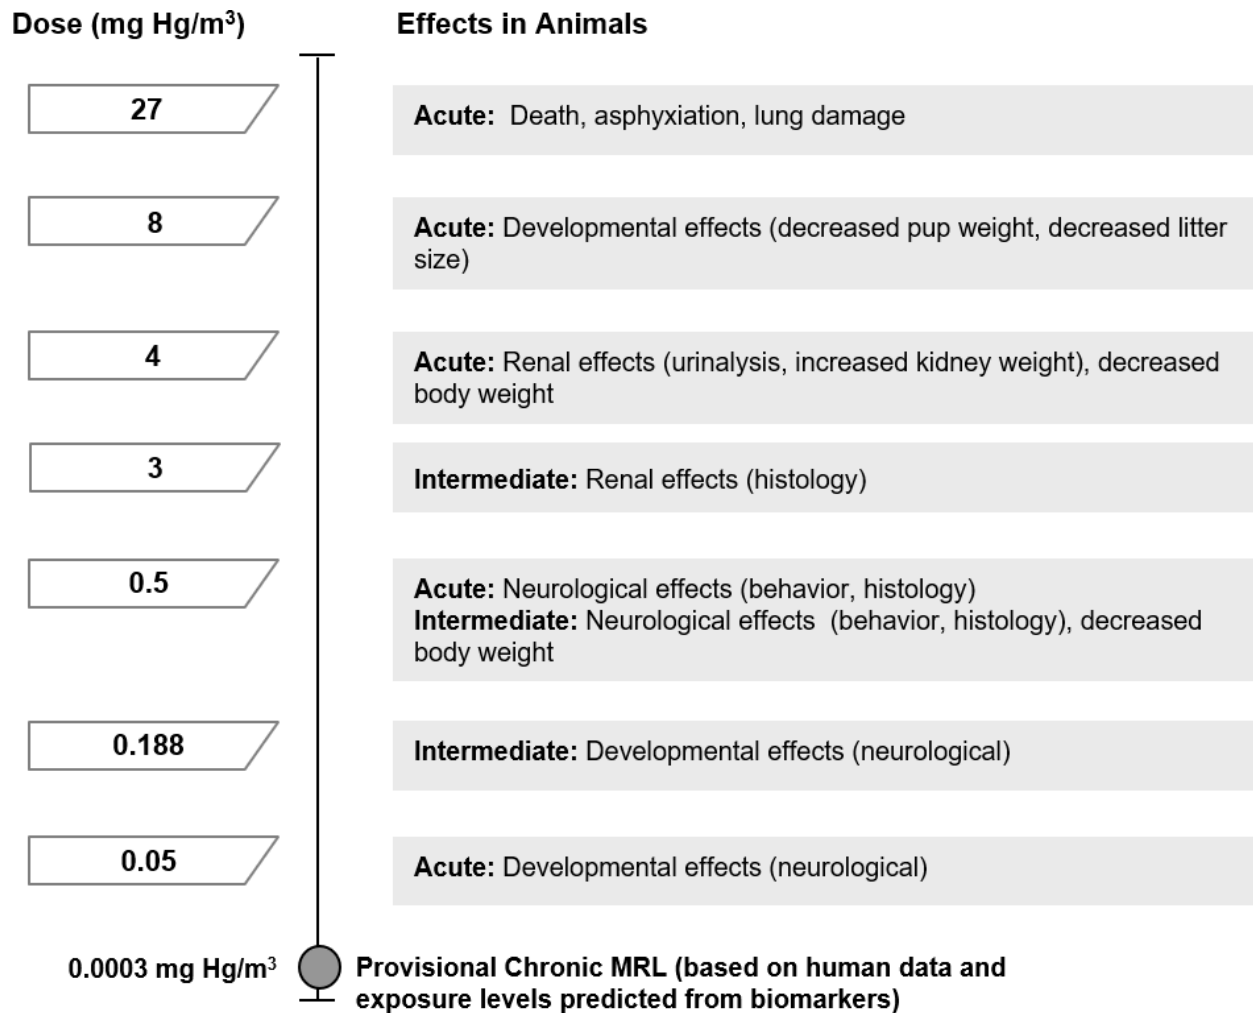 Dose (mg Hg/m³)
Effects in Animals
27
Acute: Death, asphyxiation, lung damage
8
Acute: Developmental effects (decreased pup weight, decreased litter
size)
4
Acute: Renal effects (urinalysis, increased kidney weight), decreased
body weight
3
Intermediate: Renal effects (histology)
0.5
Acute: Neurological effects (behavior, histology)
Intermediate: Neurological effects (behavior, histology), decreased
body weight
0.188
Intermediate: Developmental effects (neurological)
0.05
Acute: Developmental effects (neurological)
0.0003 mg Hg/m³
Provisional Chronic MRL (based on human data and
exposure levels predicted from biomarkers)